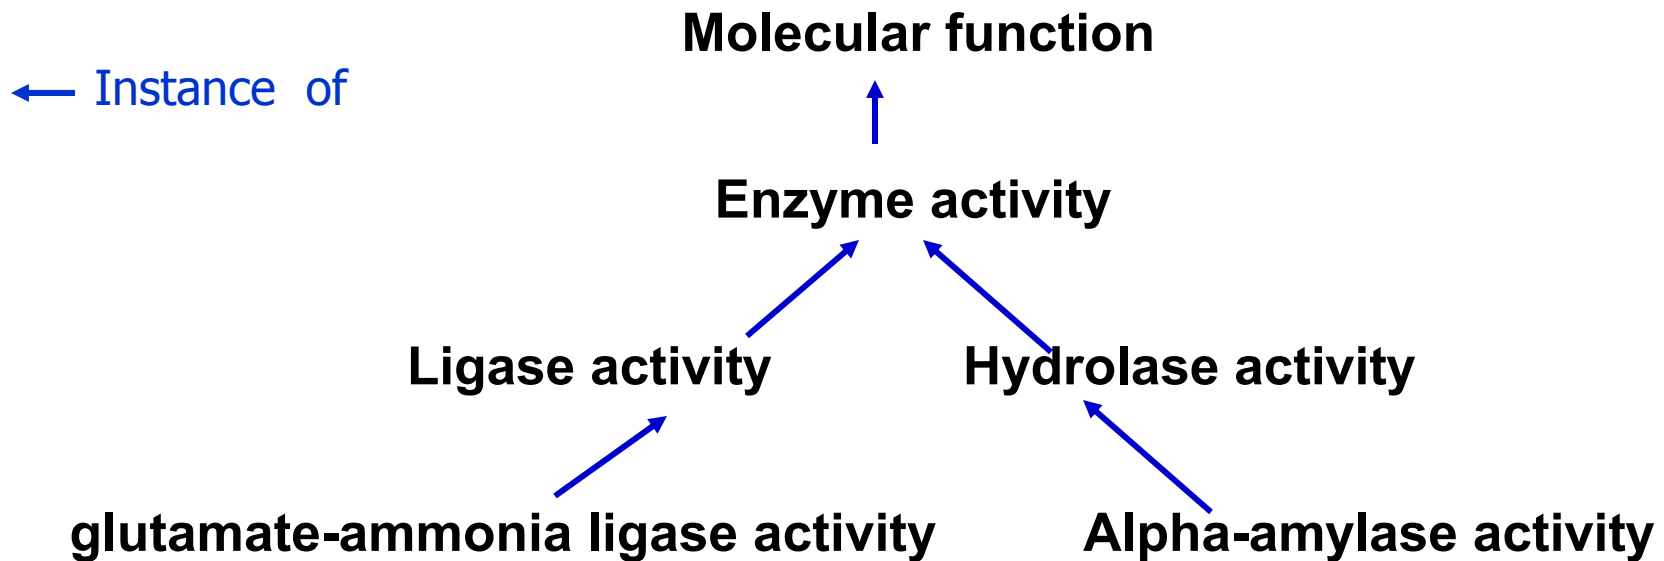 Molecular function
Instance of
Enzyme activity
Ligase activity
Hydrolase activity
glutamate-ammonia ligase activity
Alpha-amylase activity